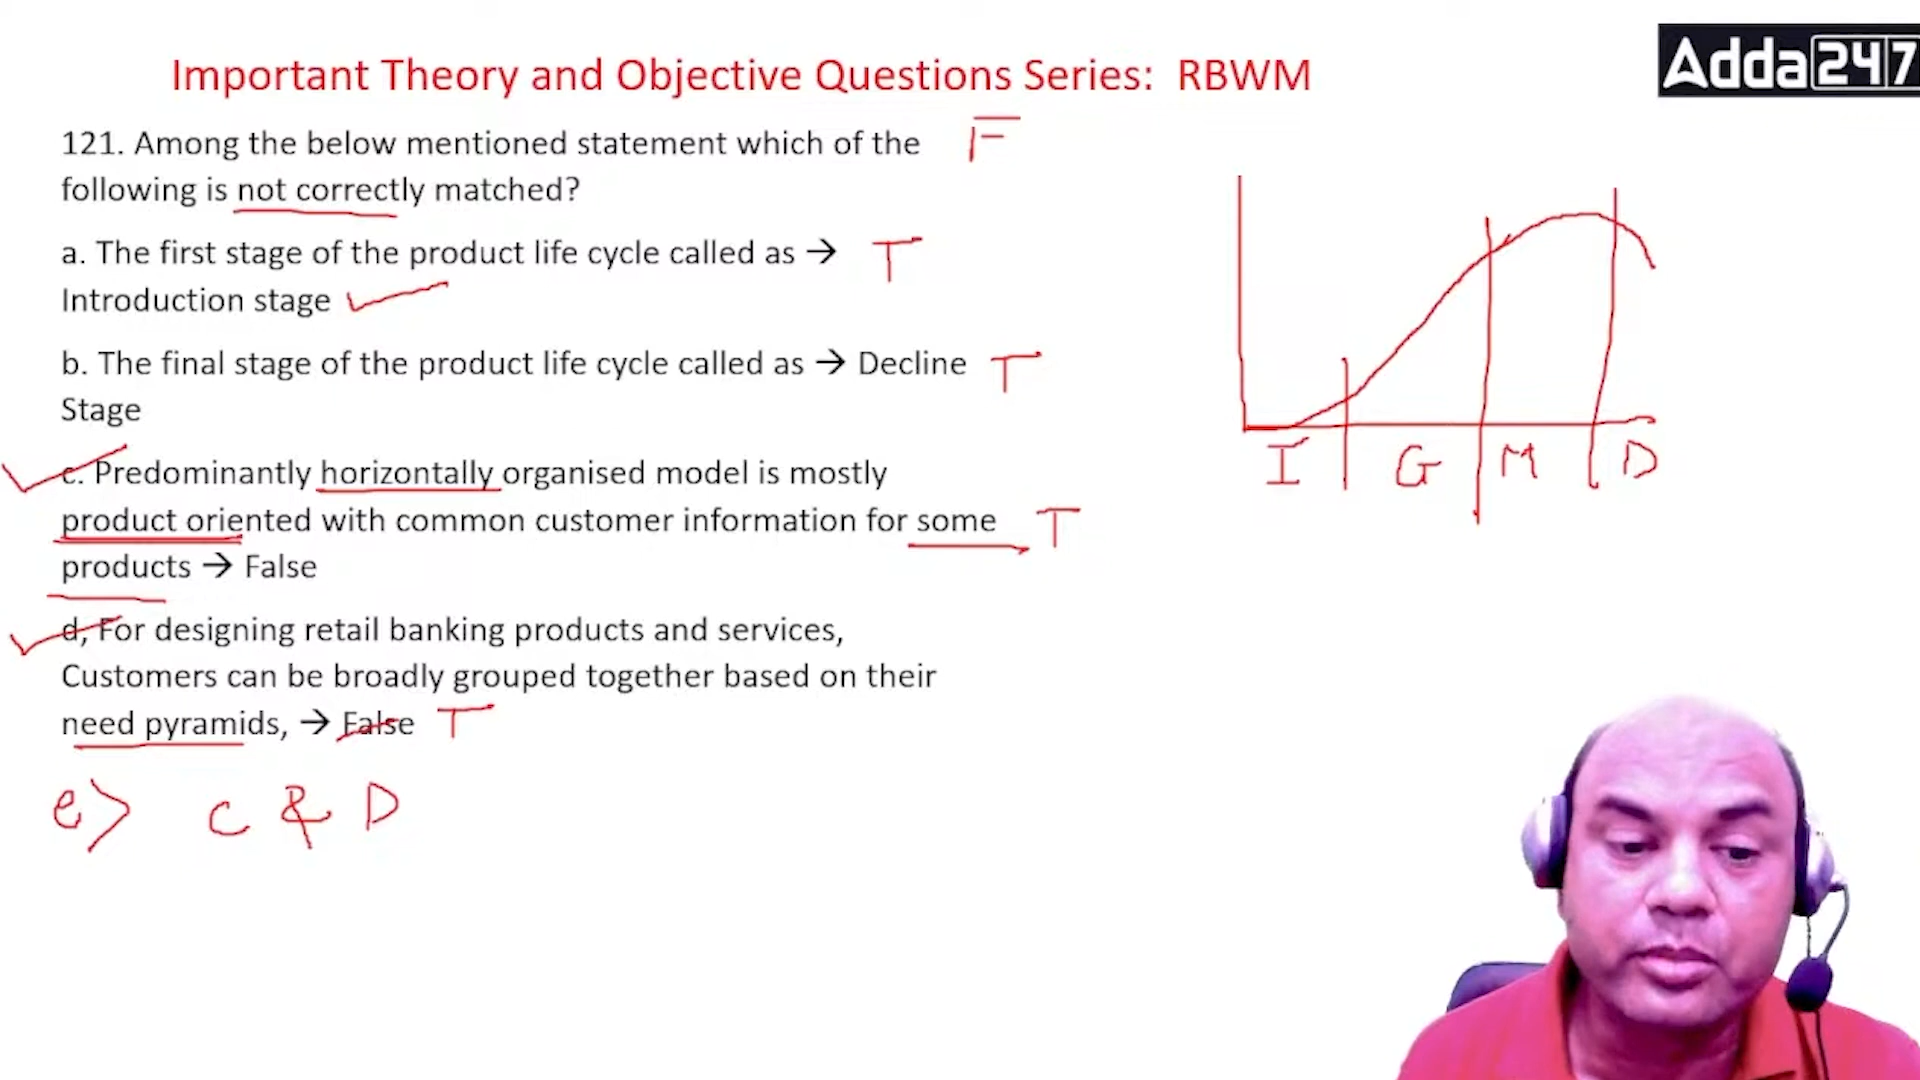 Adda247
Important Theory and Objective Questions Series: RBWM
121. Among the below mentioned statement which of the F
following is not correctly matched?
a. The first stage of the product life cycle called as → T
Introduction stage
b. The final stage of the product life cycle called as → Decline T
Stage
c. Predominantly horizontally organised model is mostly
product oriented with common customer information for some T
products → False
d, For designing retail banking products and services,
Customers can be broadly grouped together based on their
need pyramids, → False T
e> C & D
I G M D